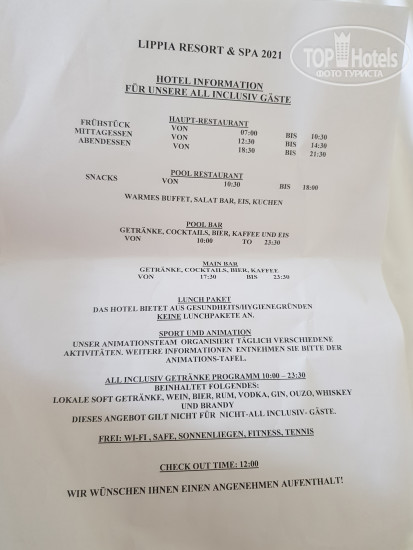 TOPHotels
ФОТО ТУРИСТА
LIPPIA RESORT & SPA 2021
HOTEL INFORMATION
FÜR UNSERE ALL INCLUSIV GÄSTE
HAUPT-RESTAURANT
FRÜHSTÜCK VON 07:00 BIS 10:30
MITTAGESSEN VON 12:30 BIS 14:30
ABENDESSEN 18:30 BIS 21:30
POOL RESTAURANT
SNACKS VON 10:30 BIS 18:00
WARMES BUFFET, SALAT BAR, EIS, KUCHEN
POOL BAR
GETRÄNKE, COCKTAILS, BIER, KAFFEE UND EIS
VON 10:00 TO 23:30
MAIN BAR
GETRÄNKE, COCKTAILS, BIER, KAFFEE
VON 17:30 BIS 23:30
LUNCH PAKET
DAS HOTEL BIETET AUS GESUNDHEITS/HYGIENEGRÜNDEN
KEINE LUNCHPAKETE AN.
SPORT UMD ANIMATION
UNSER ANIMATIONSTEAM ORGANISIERT TÄGLICH VERSCHIEDENE
AKTIVITÄTEN. WEITERE INFORMATIONEN ENTNEHMEN SIE BITTE DER
ANIMATIONS-TAFEL.
ALL INCLUSIV GETRÄNKE PROGRAMM 10:00 – 23:30
BEINHALTET FOLGENDES:
LOKALE SOFT GETRÄNKE, WEIN, BIER, RUM, VODKA, GIN, OUZO, WHISKEY
UND BRANDY
DIESES ANGEBOT GILT NICHT FÜR NICHT-ALL INCLUSIV- GÄSTE.
FREI: WI-FI , SAFE, SONNENLIEGEN, FITNESS, TENNIS
CHECK OUT TIME: 12:00
WIR WÜNSCHEN IHNEN EINEN ANGENEHMEN AUFENTHALT!